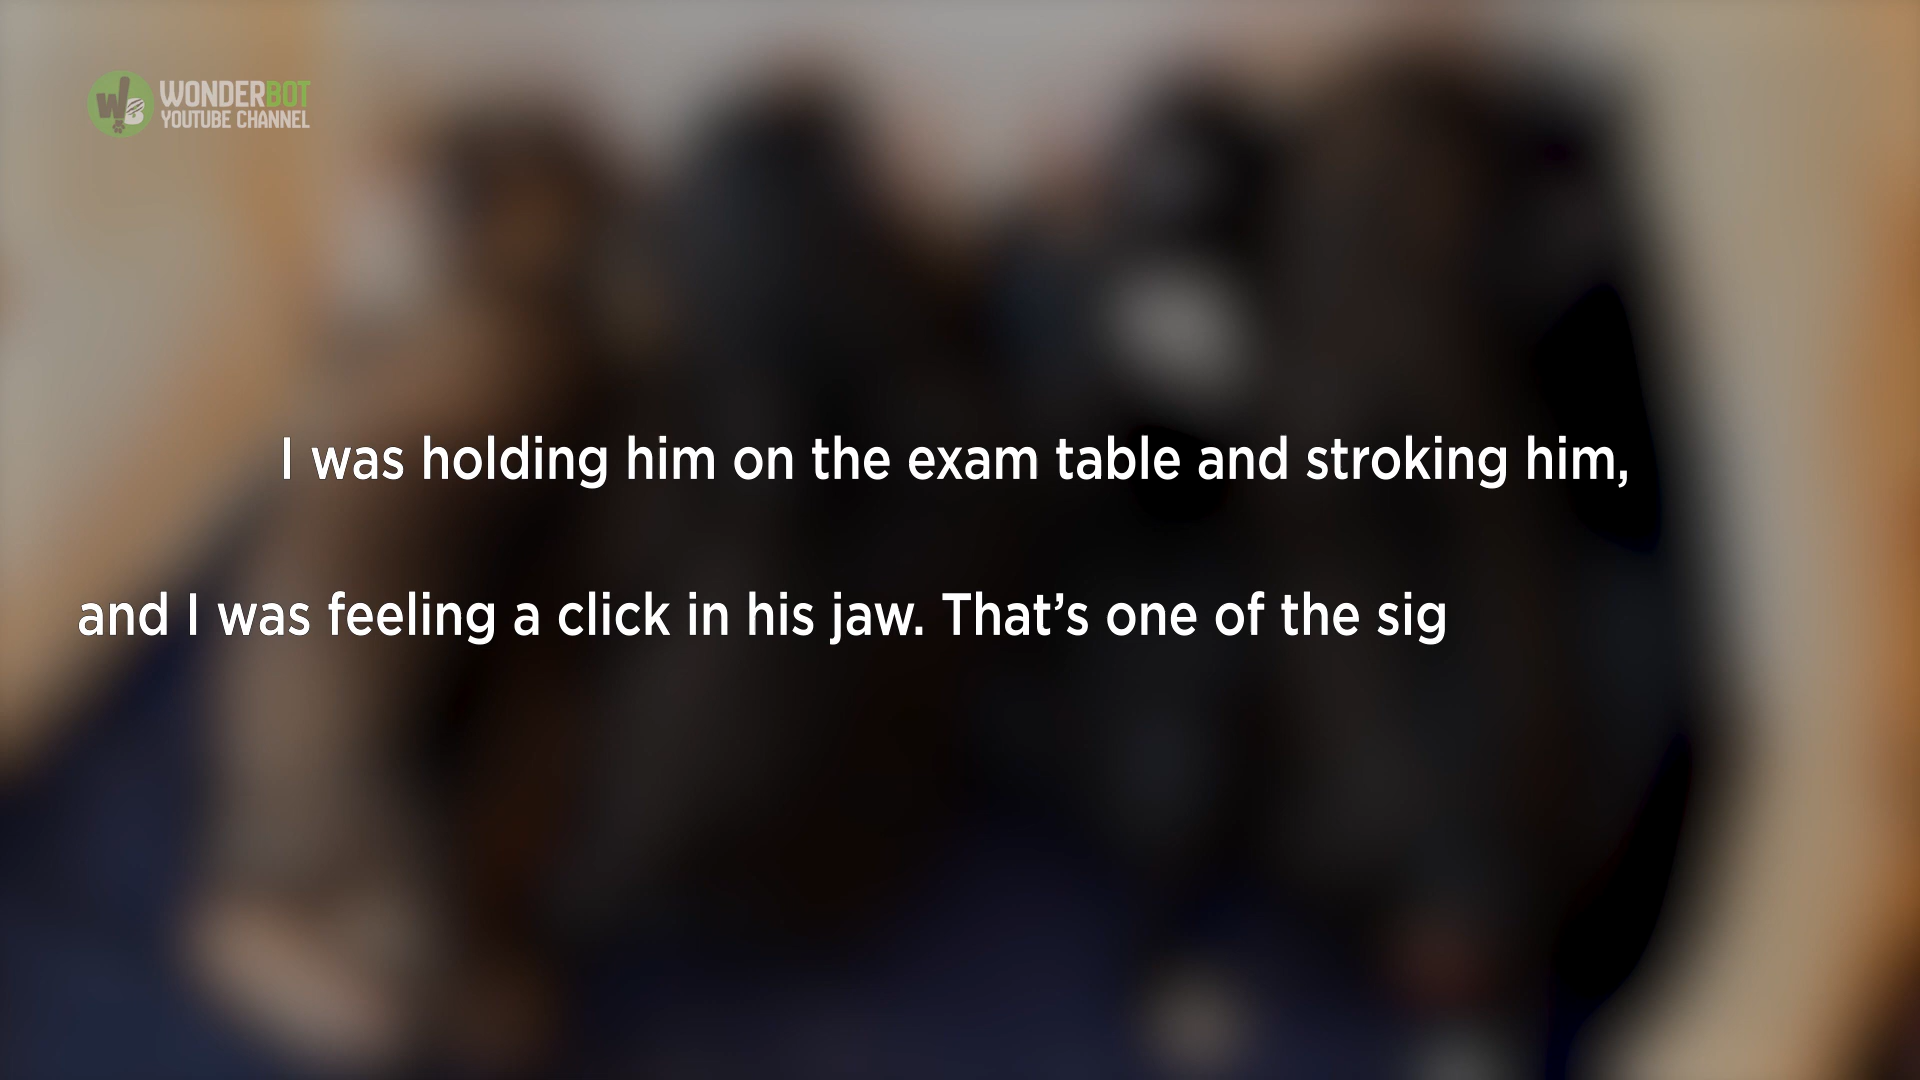 WONDERBOT
YOUTUBE CHANNEL
I was holding him on the exam table and stroking him,
and I was feeling a click in his jaw. That’s one of the sig